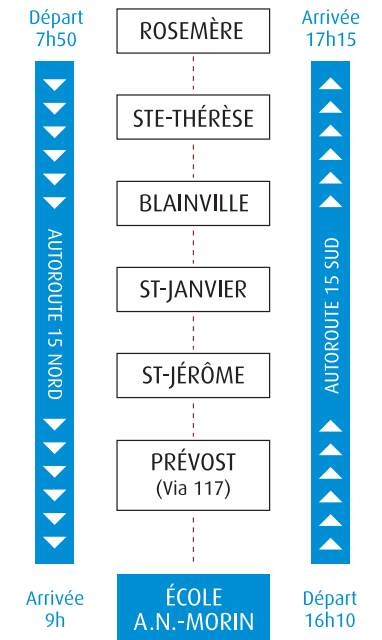 Départ
7h50
ROSEMÈRE
Arrivée
17h15
STE-THÉRÈSE
BLAINVILLE
AUTOROUTE 15 NORD
ST-JANVIER
AUTOROUTE 15 SUD
ST-JÉRÔME
PRÉVOST
(Via 117)
Arrivée
9h
ÉCOLE
A.N.-MORIN
Départ
16h10